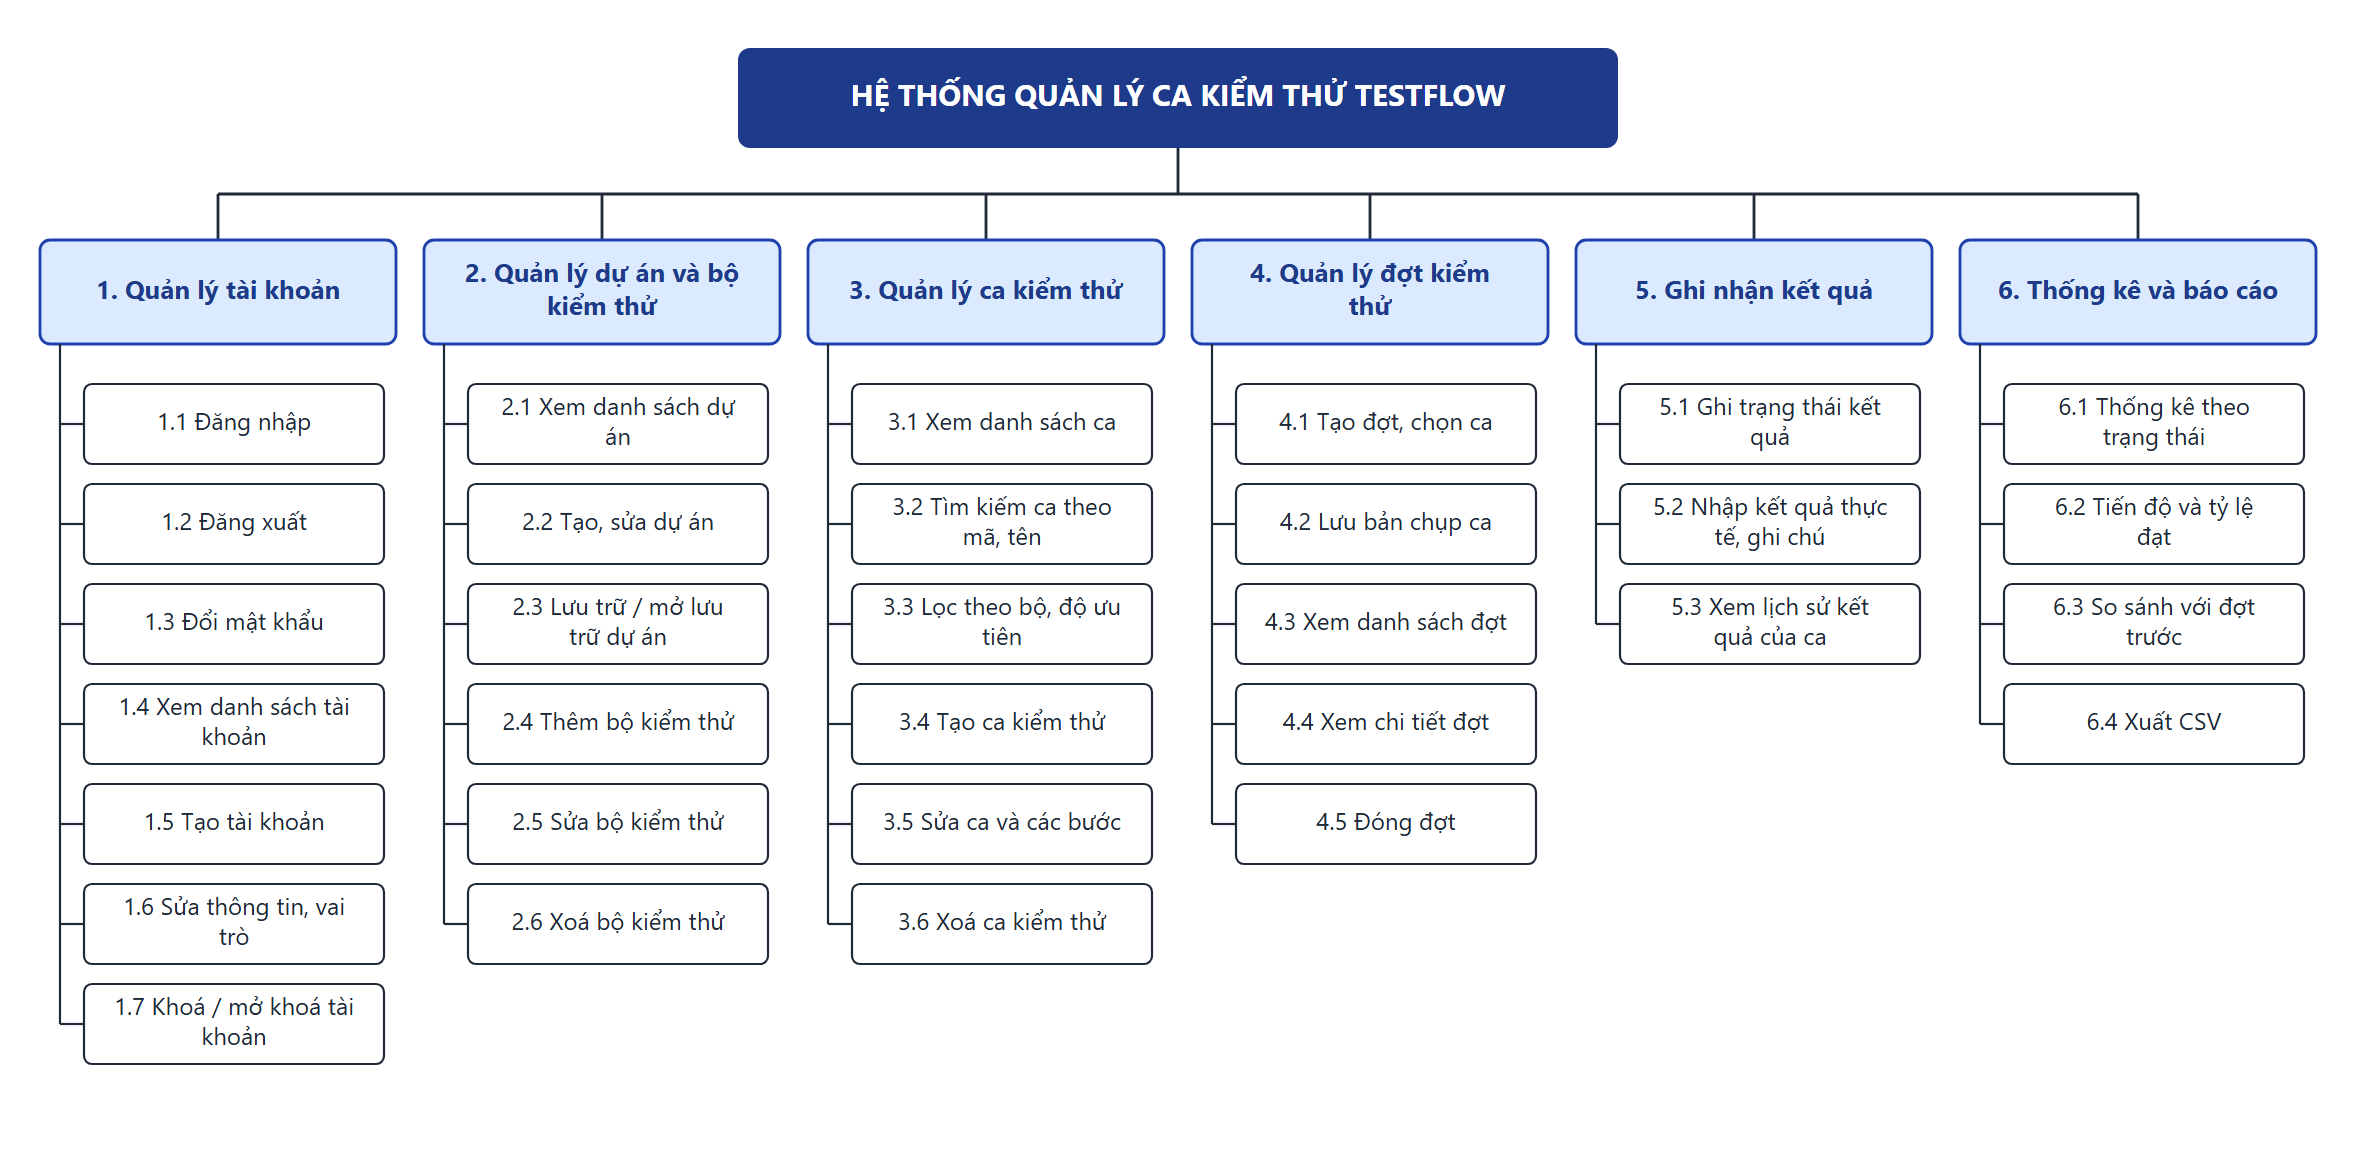 HỆ THỐNG QUẢN LÝ CA KIỂM THỬ TESTFLOW
1. Quản lý tài khoản
1.1 Đăng nhập
1.2 Đăng xuất
1.3 Đổi mật khẩu
1.4 Xem danh sách tài
khoản
1.5 Tạo tài khoản
1.6 Sửa thông tin, vai
trò
1.7 Khoá / mở khoá tài
khoản
2. Quản lý dự án và bộ
kiểm thử
2.1 Xem danh sách dự
án
2.2 Tạo, sửa dự án
2.3 Lưu trữ / mở lưu
trữ dự án
2.4 Thêm bộ kiểm thử
2.5 Sửa bộ kiểm thử
2.6 Xoá bộ kiểm thử
3. Quản lý ca kiểm thử
3.1 Xem danh sách ca
3.2 Tìm kiếm ca theo
mã, tên
3.3 Lọc theo bộ, độ ưu
tiên
3.4 Tạo ca kiểm thử
3.5 Sửa ca và các bước
3.6 Xoá ca kiểm thử
4. Quản lý đợt kiểm
thử
4.1 Tạo đợt, chọn ca
4.2 Lưu bản chụp ca
4.3 Xem danh sách đợt
4.4 Xem chi tiết đợt
4.5 Đóng đợt
5. Ghi nhận kết quả
5.1 Ghi trạng thái kết
quả
5.2 Nhập kết quả thực
tế, ghi chú
5.3 Xem lịch sử kết
quả của ca
6. Thống kê và báo cáo
6.1 Thống kê theo
trạng thái
6.2 Tiến độ và tỷ lệ
đạt
6.3 So sánh với đợt
trước
6.4 Xuất CSV